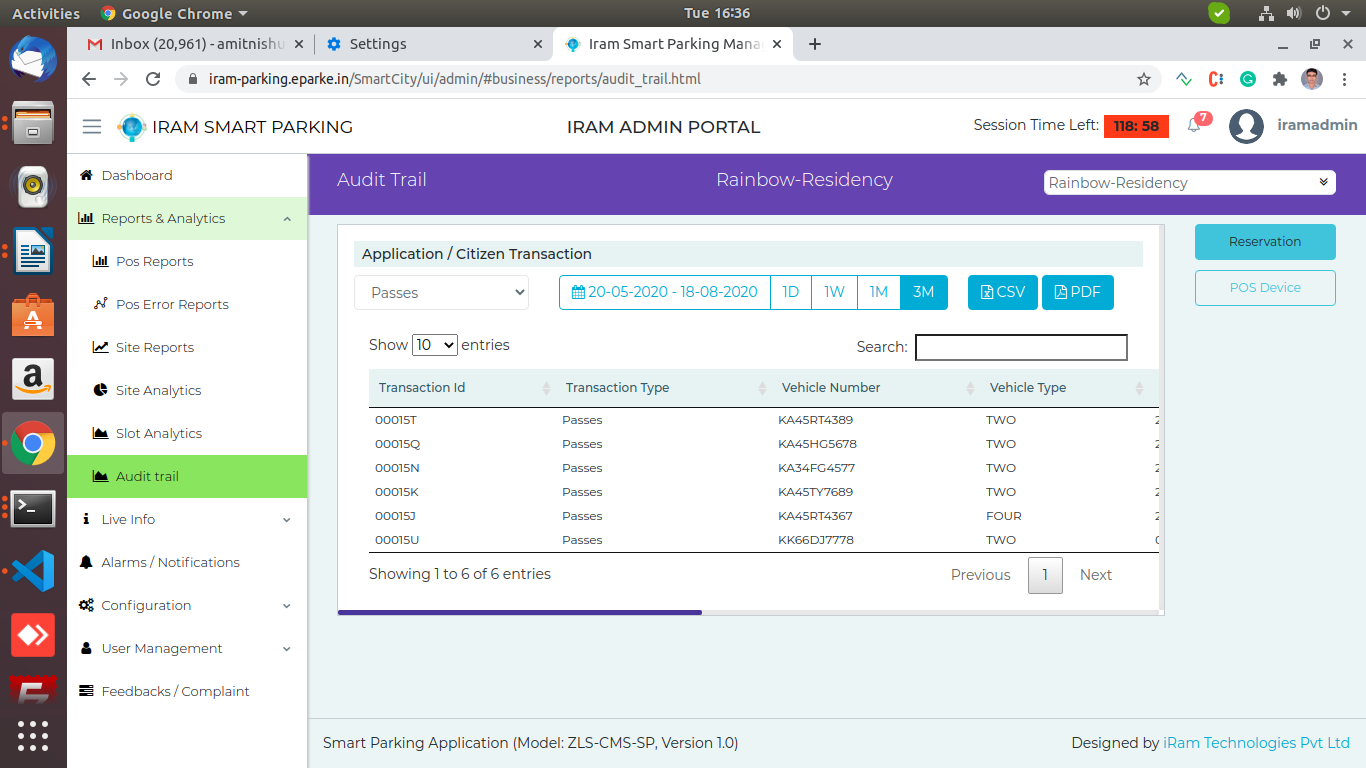 Activities Google Chrome Tue 16:36
Inbox (20,961) - amitnishu Settings Iram Smart Parking Mana
iram-parking.eparke.in/SmartCity/ui/admin/#business/reports/audit_trail.html
IRAM SMART PARKING IRAM ADMIN PORTAL Session Time Left: 118: 58 7 iramadmin
Dashboard
Reports & Analytics
Pos Reports
Pos Error Reports
Site Reports
Site Analytics
Slot Analytics
Audit trail
Live Info
Alarms / Notifications
Configuration
User Management
Feedbacks / Complaint
Audit Trail Rainbow-Residency Rainbow-Residency
Application / Citizen Transaction
Passes 20-05-2020 - 18-08-2020 1D 1W 1M 3M CSV PDF
Show 10 entries Search:
Transaction Id Transaction Type Vehicle Number Vehicle Type
00015T Passes KA45RT4389 TWO 2
00015Q Passes KA45HG5678 TWO 2
00015N Passes KA34FG4577 TWO 2
00015K Passes KA45TY7689 TWO 2
00015J Passes KA45RT4367 FOUR 2
00015U Passes KK66DJ7778 TWO
Showing 1 to 6 of 6 entries Previous 1 Next
Reservation
POS Device
Smart Parking Application (Model: ZLS-CMS-SP, Version 1.0) Designed by iRam Technologies Pvt Ltd